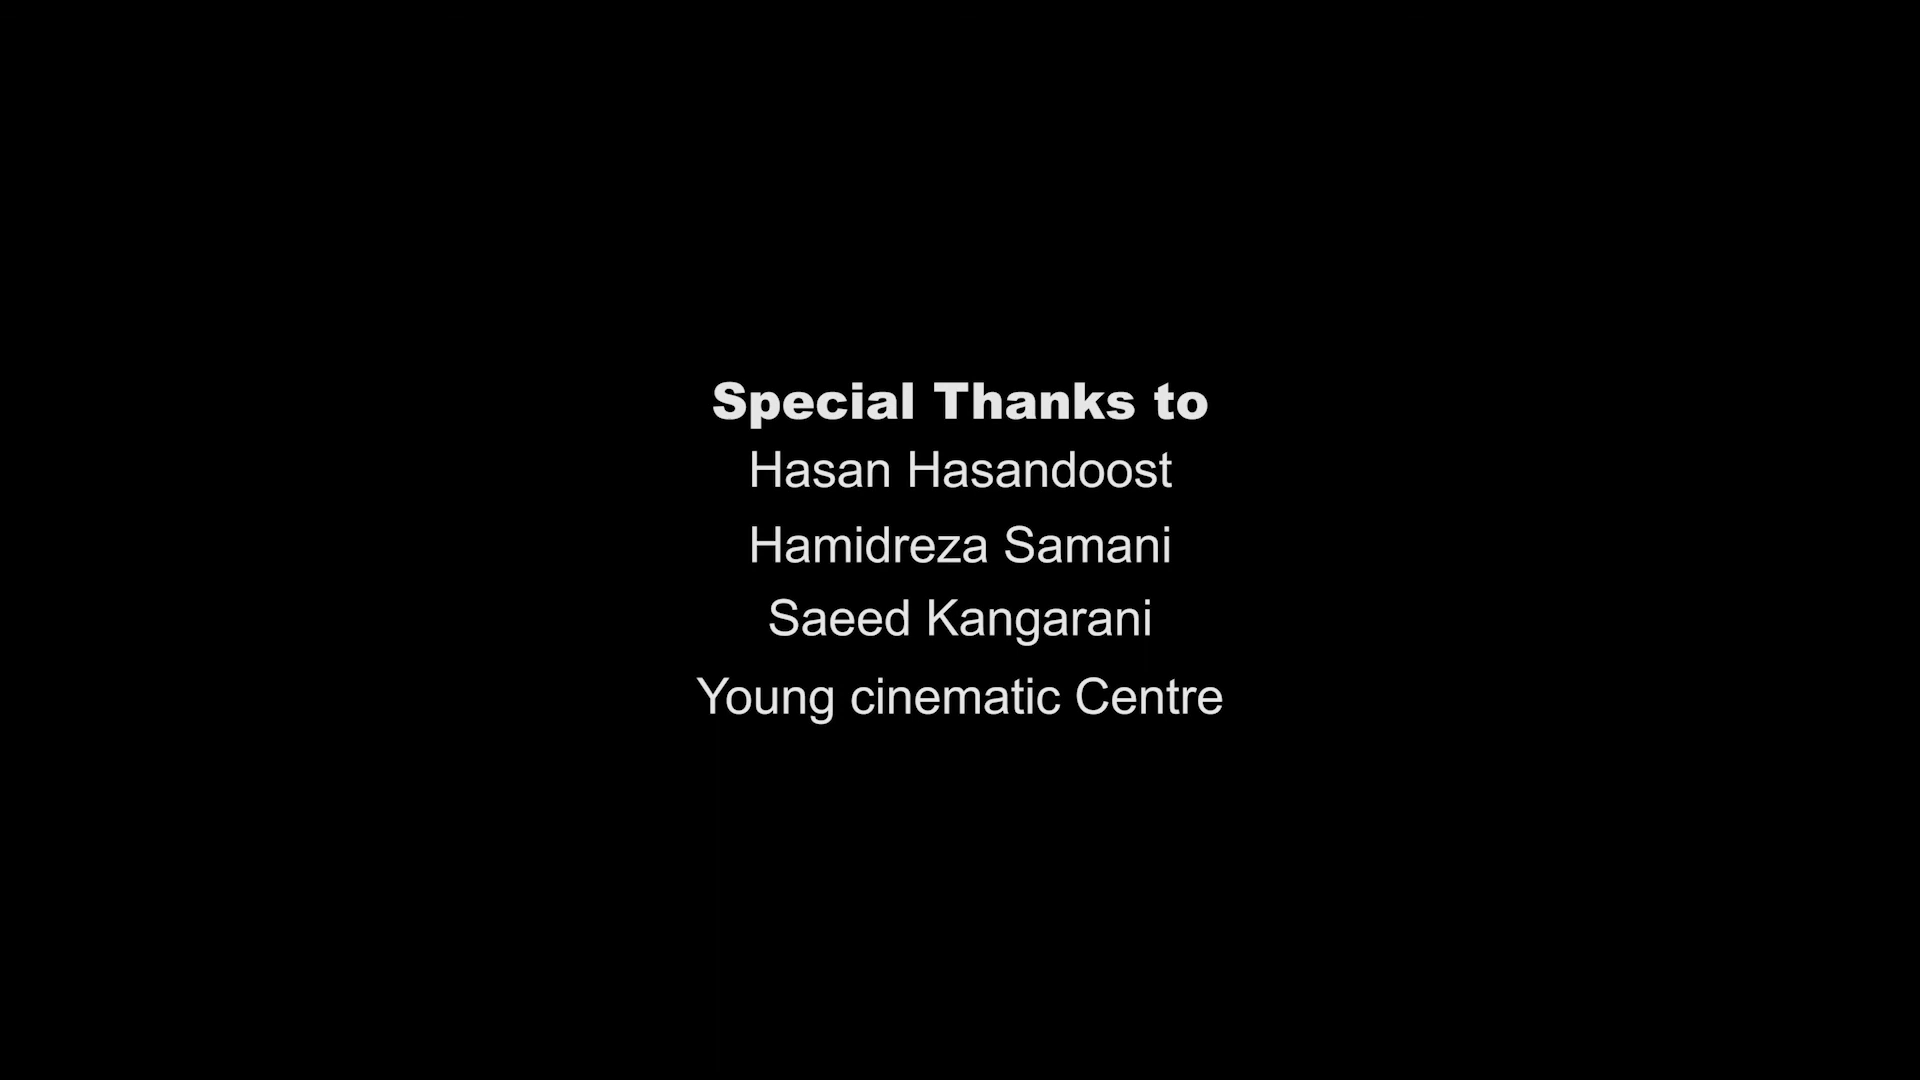 Special Thanks to
Hasan Hasandoost
Hamidreza Samani
Saeed Kangarani
Young cinematic Centre